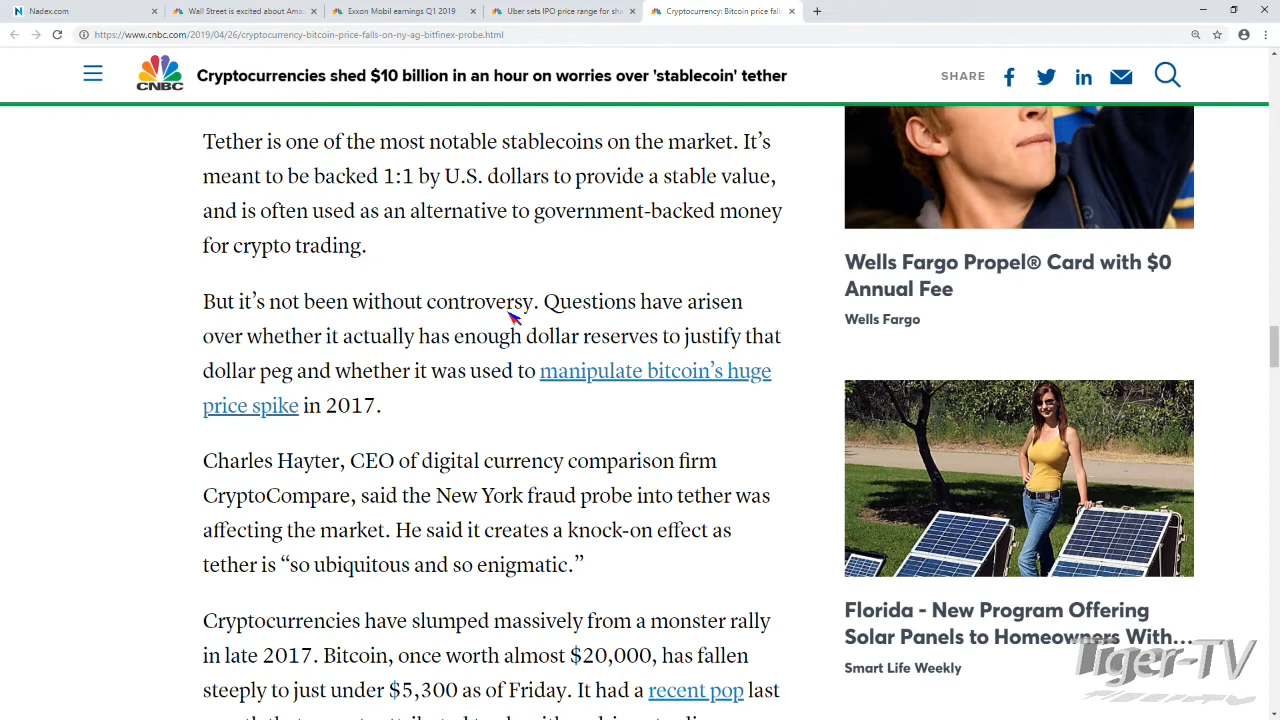 Nadex.com
Wall Street is excited about Amaz
Exxon Mobil earnings Q1 2019
Uber sets IPO price range for sha
Cryptocurrency: Bitcoin price fall
https://www.cnbc.com/2019/04/26/cryptocurrency-bitcoin-price-falls-on-ny-ag-bitfinex-probe.html
CNBC
Cryptocurrencies shed $10 billion in an hour on worries over 'stablecoin' tether
SHARE
Tether is one of the most notable stablecoins on the market. It’s
meant to be backed 1:1 by U.S. dollars to provide a stable value,
and is often used as an alternative to government-backed money
for crypto trading.
But it’s not been without controversy. Questions have arisen
over whether it actually has enough dollar reserves to justify that
dollar peg and whether it was used to manipulate bitcoin’s huge
price spike in 2017.
Charles Hayter, CEO of digital currency comparison firm
CryptoCompare, said the New York fraud probe into tether was
affecting the market. He said it creates a knock-on effect as
tether is “so ubiquitous and so enigmatic.”
Cryptocurrencies have slumped massively from a monster rally
in late 2017. Bitcoin, once worth almost $20,000, has fallen
steeply to just under $5,300 as of Friday. It had a recent pop last
Wells Fargo Propel® Card with $0
Annual Fee
Wells Fargo
Florida - New Program Offering
Solar Panels to Homeowners With...
Smart Life Weekly
Tiger-TV